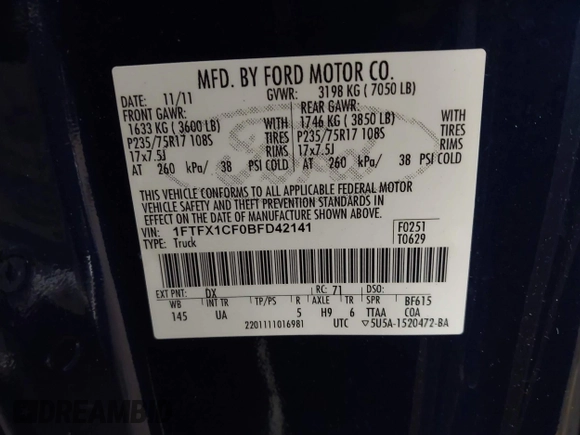 MFD. BY FORD MOTOR CO.
DATE: 11/11 GVWR: 3198 KG ( 7050 LB)
FRONT GAWR: REAR GAWR:
1633 KG ( 3600 LB) WITH 1746 KG ( 3850 LB) WITH
P235/75R17 108S TIRES P235/75R17 108S TIRES
17x7.5J RIMS 17x7.5J RIMS
AT 260 kPa/ 38 PSI COLD AT 260 kPa/ 38 PSI COLD
THIS VEHICLE CONFORMS TO ALL APPLICABLE FEDERAL MOTOR
VEHICLE SAFETY AND THEFT PREVENTION STANDARDS IN EFFECT
ON THE DATE OF MANUFACTURE SHOWN ABOVE.
VIN: 1FTFX1CF0BFD42141 F0251
TYPE: Truck T0629
EXT PNT: DX RC: 71 DSO:
WB INT TR TP/PS R AXLE TR SPR BF615
145 UA 5 H9 6 TTAA COA
2201111016981 UTC 5U5A-1520472-BA
DREAMBID